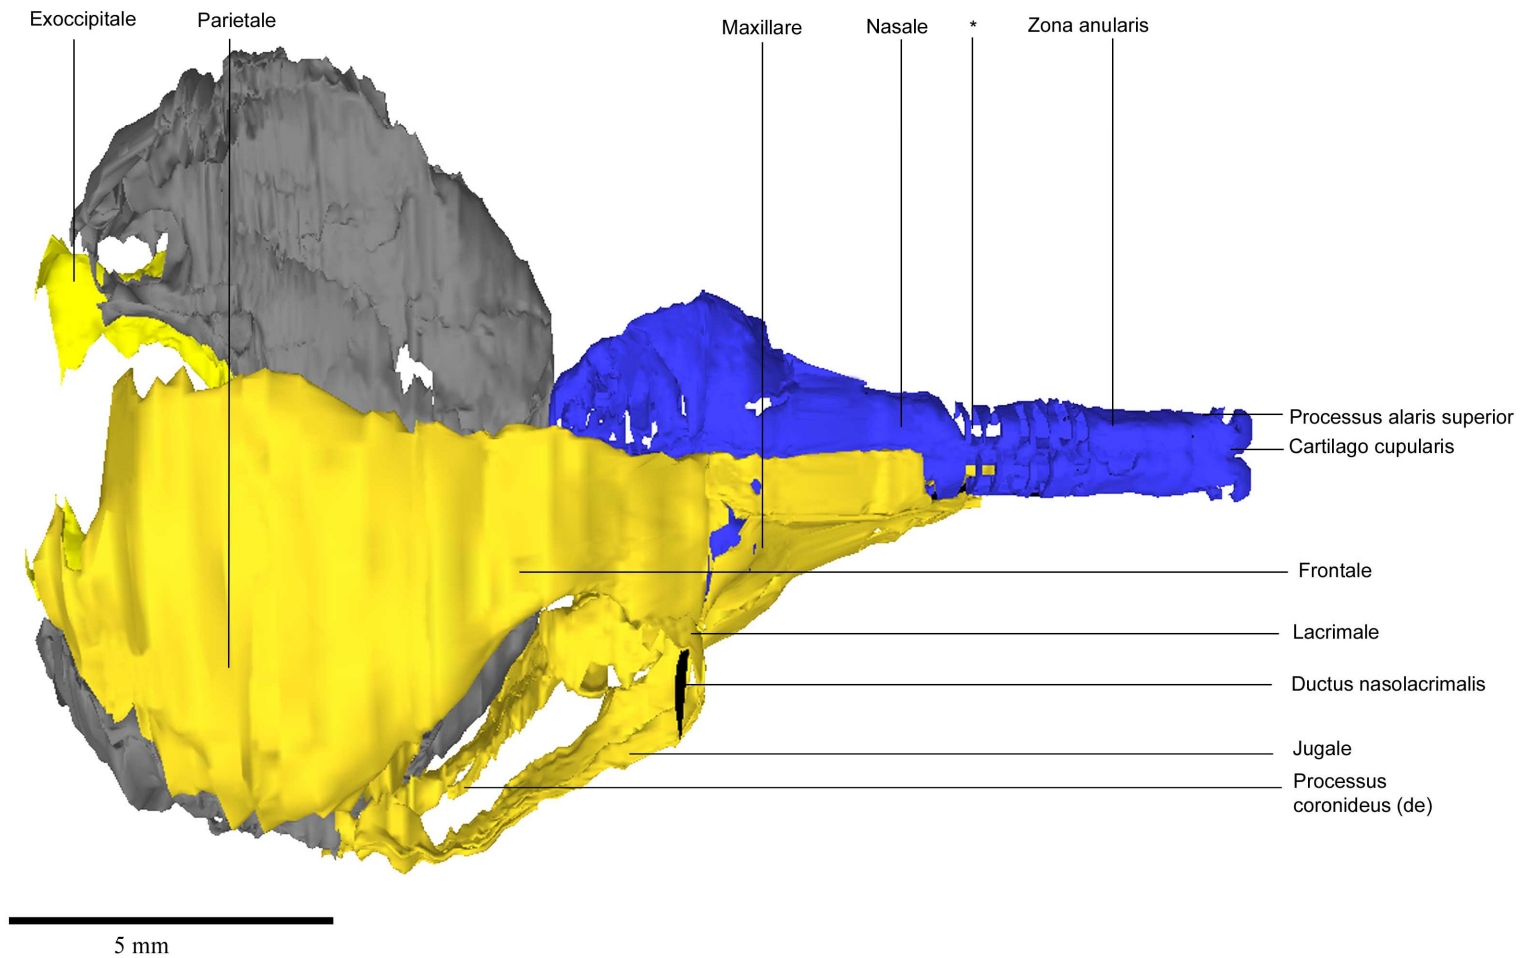 Exoccipitale
Parietale
Maxillare
Nasale
*
Zona anularis
Processus alaris superior
Cartilago cupularis
Frontale
Lacrimale
Ductus nasolacrimalis
Jugale
Processus
coronideus (de)
5 mm